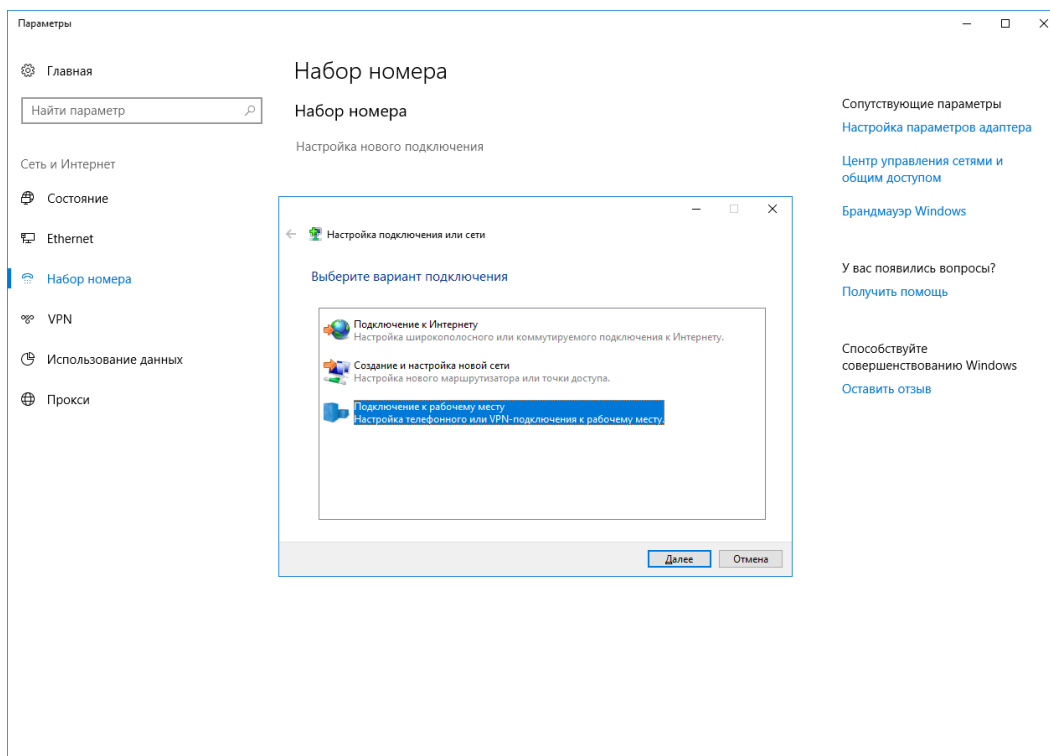 Параметры
Главная
Найти параметр
Сеть и Интернет
Состояние
Ethernet
Набор номера
VPN
Использование данных
Прокси
Набор номера
Набор номера
Настройка нового подключения
Настройка подключения или сети
Выберите вариант подключения
Подключение к Интернету
Настройка широкополосного или коммутируемого подключения к Интернету.
Создание и настройка новой сети
Настройка нового маршрутизатора или точки доступа.
Подключение к рабочему месту
Настройка телефонного или VPN-подключения к рабочему месту.
Далее
Отмена
Сопутствующие параметры
Настройка параметров адаптера
Центр управления сетями и
общим доступом
Брандмауэр Windows
У вас появились вопросы?
Получить помощь
Способствуйте
совершенствованию Windows
Оставить отзыв